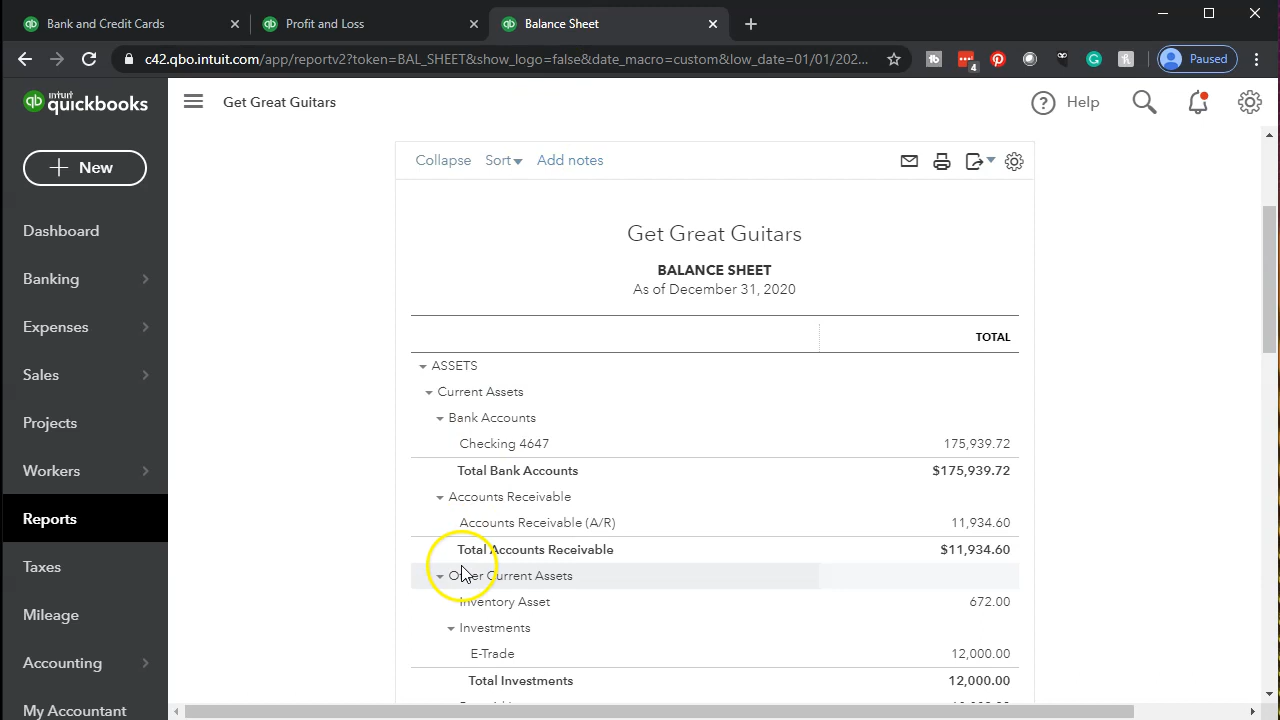 Bank and Credit Cards
Profit and Loss
Balance Sheet
c42.qbo.intuit.com/app/reportv2?token=BAL_SHEET&show_logo=false&date_macro=custom&low_date=01/01/202...
4
Paused
intuit quickbooks
Get Great Guitars
Help
New
Dashboard
Banking
Expenses
Sales
Projects
Workers
Reports
Taxes
Mileage
Accounting
My Accountant
Collapse Sort Add notes
Get Great Guitars
BALANCE SHEET
As of December 31, 2020
TOTAL
ASSETS
Current Assets
Bank Accounts
Checking 4647 175,939.72
Total Bank Accounts $175,939.72
Accounts Receivable
Accounts Receivable (A/R) 11,934.60
Total Accounts Receivable $11,934.60
Other Current Assets
Inventory Asset 672.00
Investments
E-Trade 12,000.00
Total Investments 12,000.00